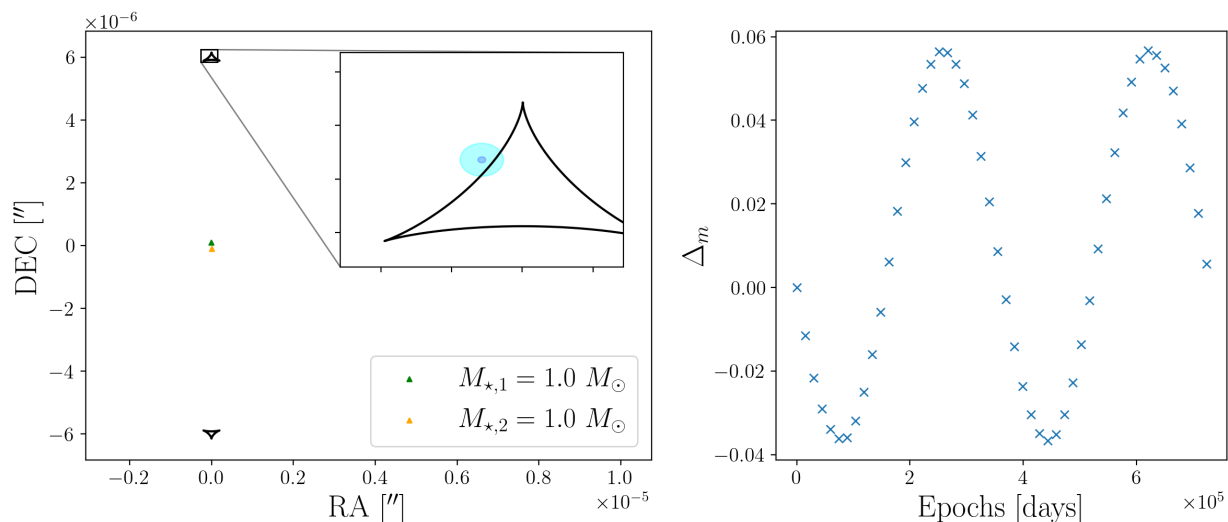 ×10⁻⁶
6
4
2
0
−2
−4
−6
DEC [″]
−0.2 0.0 0.2 0.4 0.6 0.8 1.0
×10⁻⁵
RA [″]
M⋆,1 = 1.0 M⊙
M⋆,2 = 1.0 M⊙
0.06
0.04
0.02
0.00
−0.02
−0.04
Δm
0 2 4 6
×10⁵
Epochs [days]